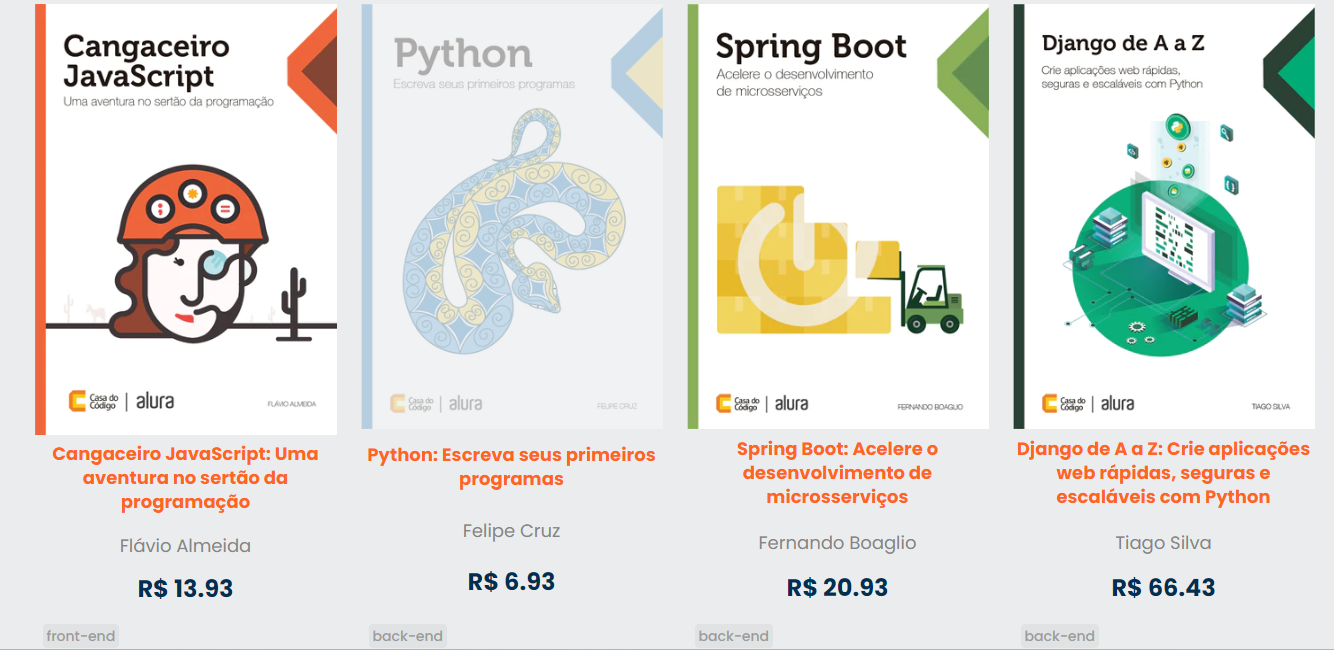 Cangaceiro
JavaScript
Uma aventura no sertão da programação
Casa do
Código
alura
FLÁVIO ALMEIDA
Cangaceiro JavaScript: Uma
aventura no sertão da
programação
Flávio Almeida
R$ 13.93
front-end
Python
Escreva seus primeiros programas
Casa do
Código
alura
FELIPE CRUZ
Python: Escreva seus primeiros
programas
Felipe Cruz
R$ 6.93
back-end
Spring Boot
Acelere o desenvolvimento
de microsserviços
Casa do
Código
alura
FERNANDO BOAGLIO
Spring Boot: Acelere o
desenvolvimento de
microsserviços
Fernando Boaglio
R$ 20.93
back-end
Django de A a Z
Crie aplicações web rápidas,
seguras e escaláveis com Python
Casa do
Código
alura
TIAGO SILVA
Django de A a Z: Crie aplicações
web rápidas, seguras e
escaláveis com Python
Tiago Silva
R$ 66.43
back-end